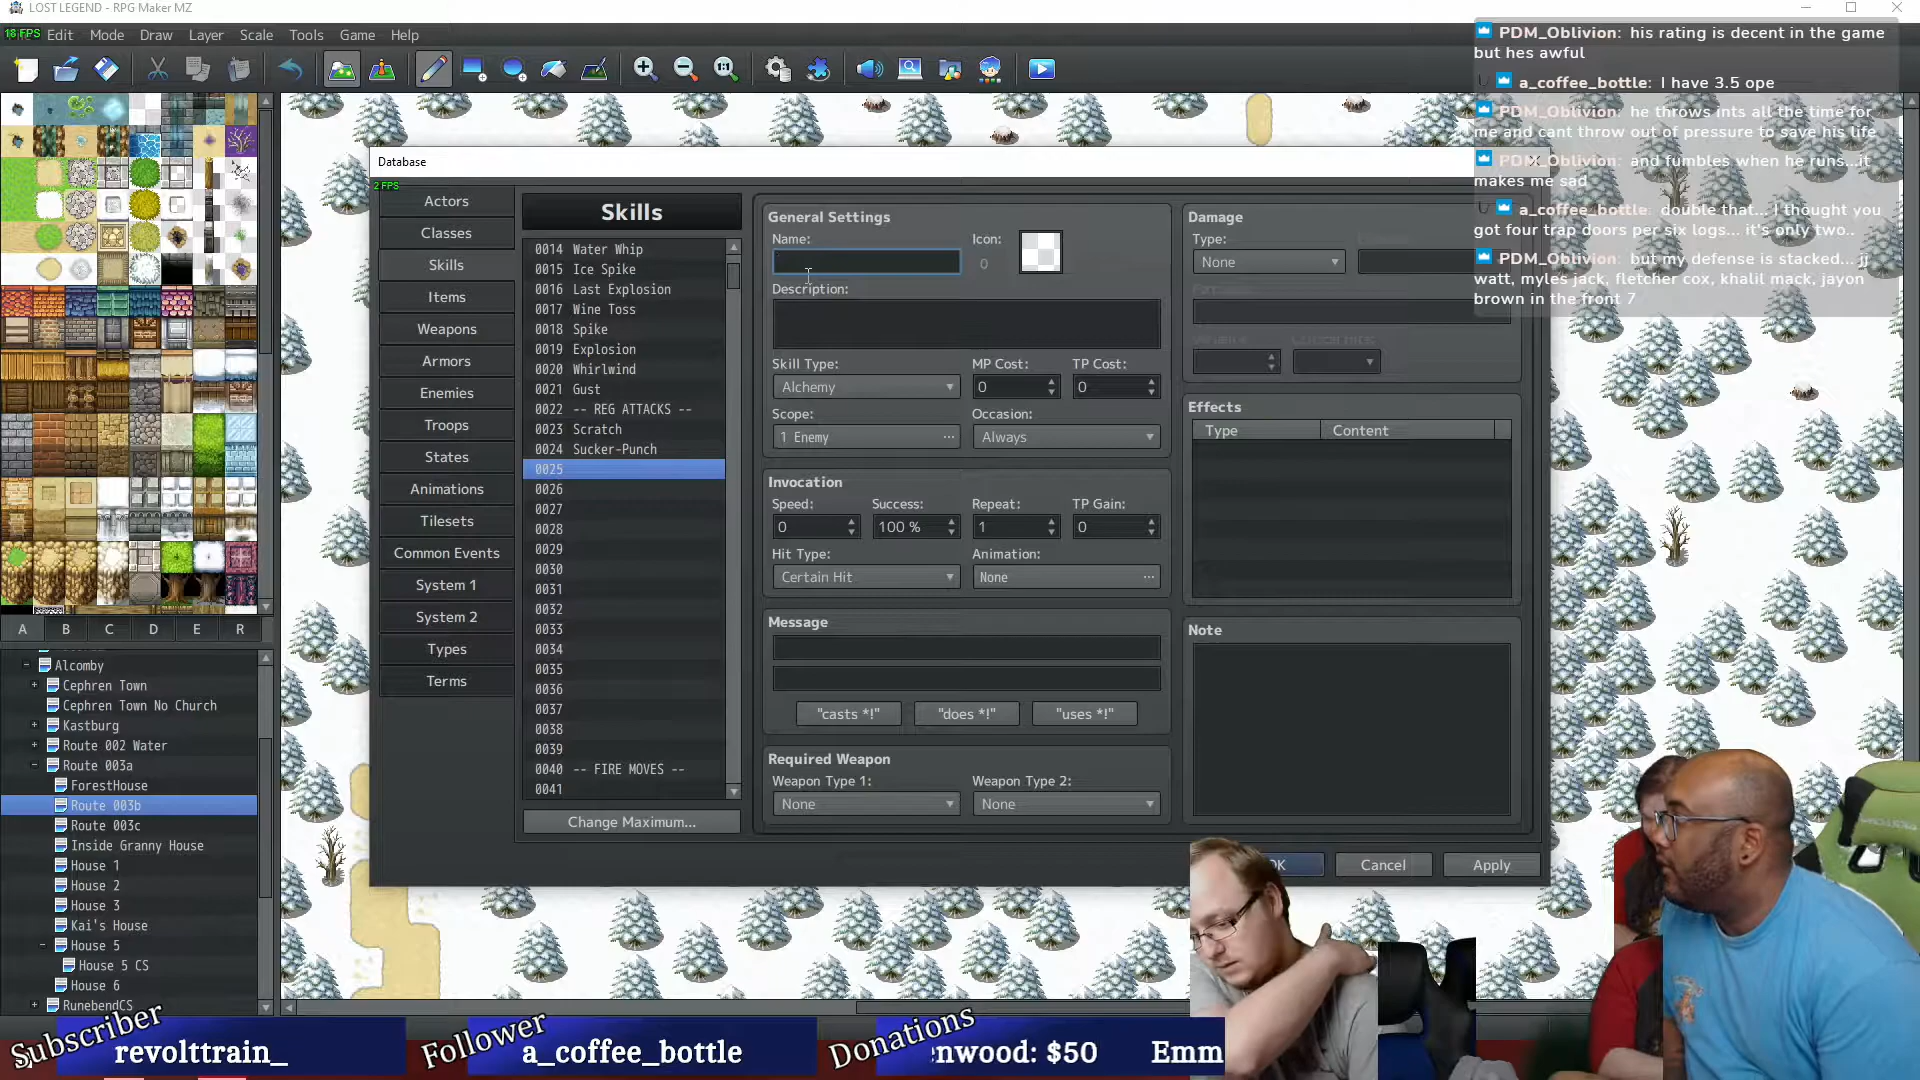 LOST LEGEND - RPG Maker MZ
18 FPS
Edit Mode Draw Layer Scale Tools Game Help
PDM_Oblivion: his rating is decent in the game
but hes awful
a_coffee_bottle: I have 3.5 ope
PDM_Oblivion: he throws ints all the time for
me and cant throw out of pressure to save his life
PDM_Oblivion: and fumbles when he runs...it
makes me sad
a_coffee_bottle: double that... I thought you
got four trap doors per six logs... it's only two..
PDM_Oblivion: but my defense is stacked... jj
watt, myles jack, fletcher cox, khalil mack, jayon
brown in the front 7
Database
2 FPS
Actors
Classes
Skills
Items
Weapons
Armors
Enemies
Troops
States
Animations
Tilesets
Common Events
System 1
System 2
Types
Terms
Skills
0014 Water Whip
0015 Ice Spike
0016 Last Explosion
0017 Wine Toss
0018 Spike
0019 Explosion
0020 Whirlwind
0021 Gust
0022 -- REG ATTACKS --
0023 Scratch
0024 Sucker-Punch
0025
0026
0027
0028
0029
0030
0031
0032
0033
0034
0035
0036
0037
0038
0039
0040 -- FIRE MOVES --
0041
Change Maximum...
General Settings
Name: Icon:
0
Description:
Skill Type: MP Cost: TP Cost:
Alchemy 0 0
Scope: Occasion:
1 Enemy ... Always
Invocation
Speed: Success: Repeat: TP Gain:
0 100 % 1 0
Hit Type: Animation:
Certain Hit None ...
Message
"casts *!" "does *!" "uses *!"
Required Weapon
Weapon Type 1: Weapon Type 2:
None None
Damage
Type:
None
Effects
Type Content
Note
OK Cancel Apply
A B C D E R
Alcomby
Cephren Town
Cephren Town No Church
Kastburg
Route 002 Water
Route 003a
ForestHouse
Route 003b
Route 003c
Inside Granny House
House 1
House 2
House 3
Kai's House
House 5
House 5 CS
House 6
RunebendCS
Subscriber revolttrain_ Follower a_coffee_bottle Donations enwood: $50 Emm